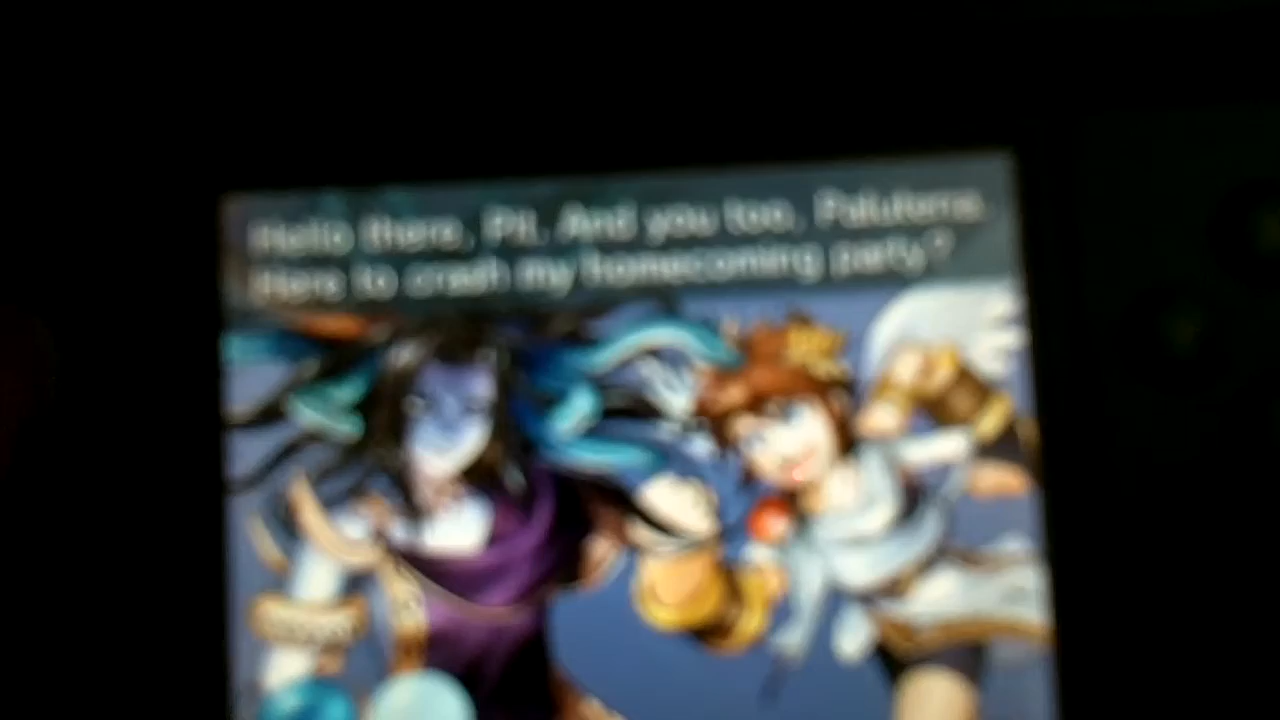 Hello there, Pit. And you too, Palutena.
Here to crash my homecoming party?